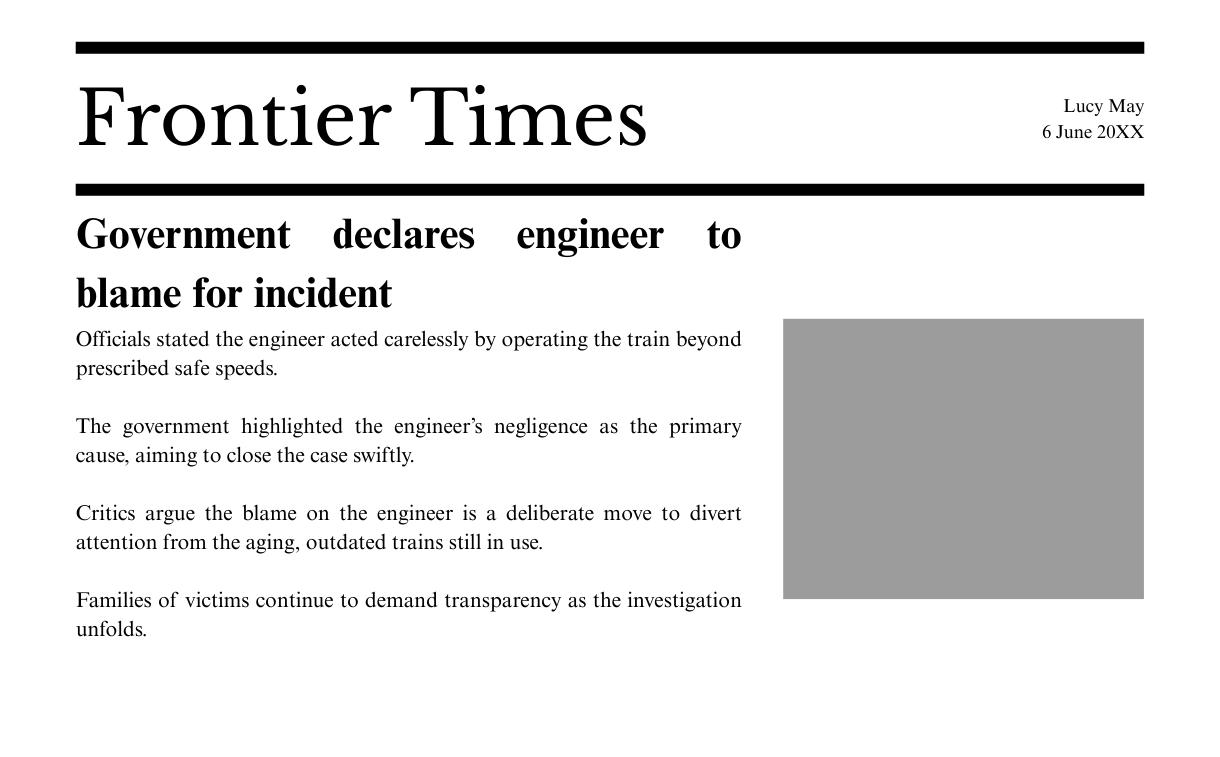 Frontier Times
Lucy May
6 June 20XX
Government declares engineer to
blame for incident
Officials stated the engineer acted carelessly by operating the train beyond
prescribed safe speeds.
The government highlighted the engineer’s negligence as the primary
cause, aiming to close the case swiftly.
Critics argue the blame on the engineer is a deliberate move to divert
attention from the aging, outdated trains still in use.
Families of victims continue to demand transparency as the investigation
unfolds.